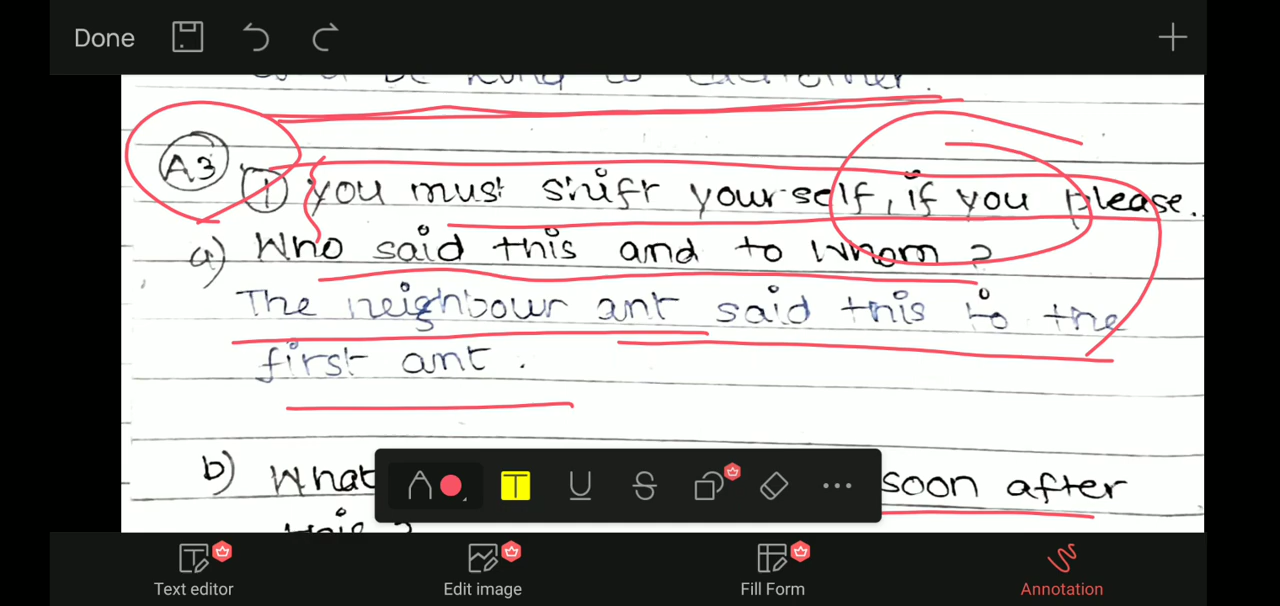 Done
A3 1 you must shift yourself, if you please.
a) Who said this and to whom?
The neighbour ant said this to the
first ant.
b) What soon after
this?
Text editor
Edit image
Fill Form
Annotation